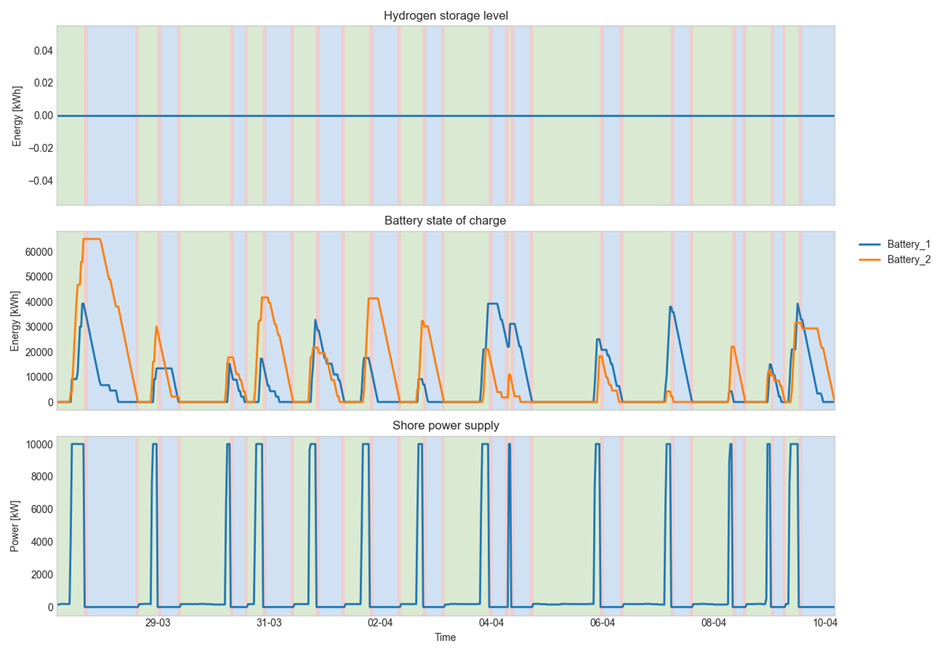 Hydrogen storage level
0.04
0.02
0.00
−0.02
−0.04
Energy [kWh]
Battery state of charge
60000
50000
40000
30000
20000
10000
0
Energy [kWh]
Battery_1
Battery_2
Shore power supply
10000
8000
6000
4000
2000
0
Power [kW]
29-03 31-03 02-04 04-04 06-04 08-04 10-04
Time